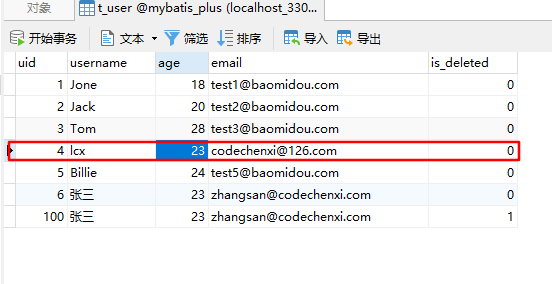 对象 t_user @mybatis_plus (localhost_330...
开始事务 文本 筛选 排序 导入 导出
uid username age email is_deleted
1 Jone 18 test1@baomidou.com 0
2 Jack 20 test2@baomidou.com 0
3 Tom 28 test3@baomidou.com 0
4 lcx 23 codechenxi@126.com 0
5 Billie 24 test5@baomidou.com 0
6 张三 23 zhangsan@codechenxi.com 0
100 张三 23 zhangsan@codechenxi.com 1